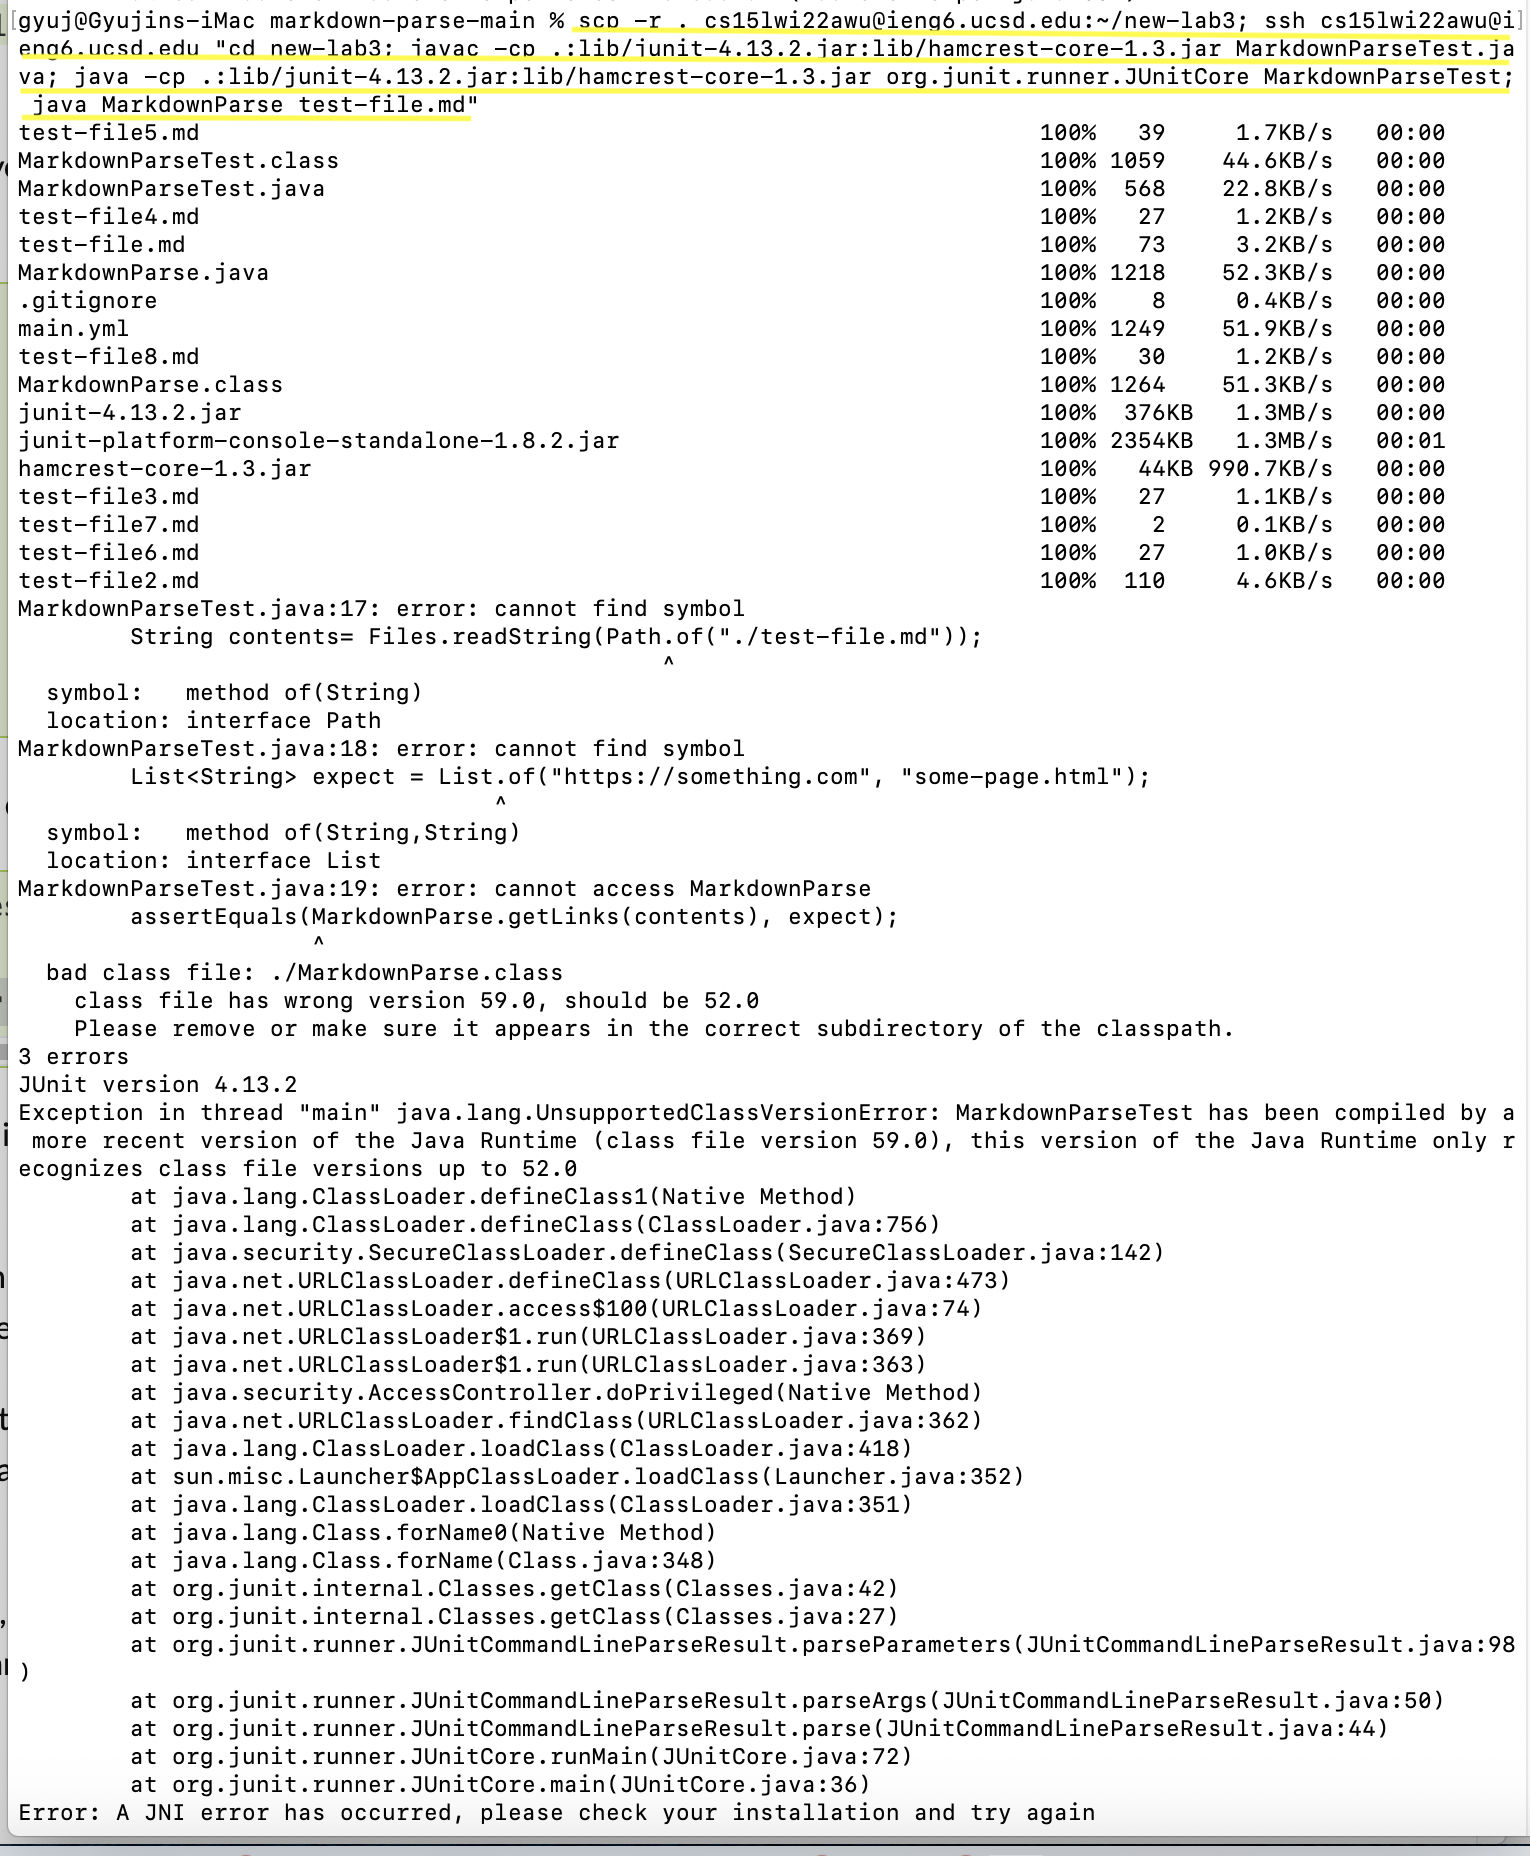 [gyuj@Gyujins-iMac markdown-parse-main % scp -r . cs15lwi22awu@ieng6.ucsd.edu:~/new-lab3; ssh cs15lwi22awu@i]
eng6.ucsd.edu "cd new-lab3; javac -cp .:lib/junit-4.13.2.jar:lib/hamcrest-core-1.3.jar MarkdownParseTest.ja
va; java -cp .:lib/junit-4.13.2.jar:lib/hamcrest-core-1.3.jar org.junit.runner.JUnitCore MarkdownParseTest;
 java MarkdownParse test-file.md"
test-file5.md 100% 39 1.7KB/s 00:00
MarkdownParseTest.class 100% 1059 44.6KB/s 00:00
MarkdownParseTest.java 100% 568 22.8KB/s 00:00
test-file4.md 100% 27 1.2KB/s 00:00
test-file.md 100% 73 3.2KB/s 00:00
MarkdownParse.java 100% 1218 52.3KB/s 00:00
.gitignore 100% 8 0.4KB/s 00:00
main.yml 100% 1249 51.9KB/s 00:00
test-file8.md 100% 30 1.2KB/s 00:00
MarkdownParse.class 100% 1264 51.3KB/s 00:00
junit-4.13.2.jar 100% 376KB 1.3MB/s 00:00
junit-platform-console-standalone-1.8.2.jar 100% 2354KB 1.3MB/s 00:01
hamcrest-core-1.3.jar 100% 44KB 990.7KB/s 00:00
test-file3.md 100% 27 1.1KB/s 00:00
test-file7.md 100% 2 0.1KB/s 00:00
test-file6.md 100% 27 1.0KB/s 00:00
test-file2.md 100% 110 4.6KB/s 00:00
MarkdownParseTest.java:17: error: cannot find symbol
        String contents= Files.readString(Path.of("./test-file.md"));
                                              ^
  symbol:   method of(String)
  location: interface Path
MarkdownParseTest.java:18: error: cannot find symbol
        List<String> expect = List.of("https://something.com", "some-page.html");
                                  ^
  symbol:   method of(String,String)
  location: interface List
MarkdownParseTest.java:19: error: cannot access MarkdownParse
        assertEquals(MarkdownParse.getLinks(contents), expect);
                     ^
  bad class file: ./MarkdownParse.class
    class file has wrong version 59.0, should be 52.0
    Please remove or make sure it appears in the correct subdirectory of the classpath.
3 errors
JUnit version 4.13.2
Exception in thread "main" java.lang.UnsupportedClassVersionError: MarkdownParseTest has been compiled by a
 more recent version of the Java Runtime (class file version 59.0), this version of the Java Runtime only r
ecognizes class file versions up to 52.0
        at java.lang.ClassLoader.defineClass1(Native Method)
        at java.lang.ClassLoader.defineClass(ClassLoader.java:756)
        at java.security.SecureClassLoader.defineClass(SecureClassLoader.java:142)
        at java.net.URLClassLoader.defineClass(URLClassLoader.java:473)
        at java.net.URLClassLoader.access$100(URLClassLoader.java:74)
        at java.net.URLClassLoader$1.run(URLClassLoader.java:369)
        at java.net.URLClassLoader$1.run(URLClassLoader.java:363)
        at java.security.AccessController.doPrivileged(Native Method)
        at java.net.URLClassLoader.findClass(URLClassLoader.java:362)
        at java.lang.ClassLoader.loadClass(ClassLoader.java:418)
        at sun.misc.Launcher$AppClassLoader.loadClass(Launcher.java:352)
        at java.lang.ClassLoader.loadClass(ClassLoader.java:351)
        at java.lang.Class.forName0(Native Method)
        at java.lang.Class.forName(Class.java:348)
        at org.junit.internal.Classes.getClass(Classes.java:42)
        at org.junit.internal.Classes.getClass(Classes.java:27)
        at org.junit.runner.JUnitCommandLineParseResult.parseParameters(JUnitCommandLineParseResult.java:98
)
        at org.junit.runner.JUnitCommandLineParseResult.parseArgs(JUnitCommandLineParseResult.java:50)
        at org.junit.runner.JUnitCommandLineParseResult.parse(JUnitCommandLineParseResult.java:44)
        at org.junit.runner.JUnitCore.runMain(JUnitCore.java:72)
        at org.junit.runner.JUnitCore.main(JUnitCore.java:36)
Error: A JNI error has occurred, please check your installation and try again